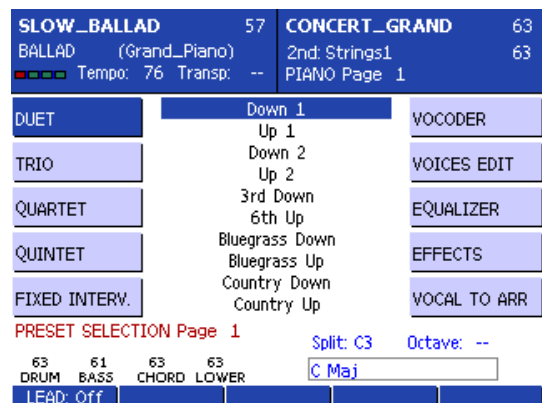 SLOW_BALLAD 57
BALLAD (Grand_Piano)
Tempo: 76 Transp: --
CONCERT_GRAND 63
2nd: Strings1 63
PIANO Page 1
DUET
TRIO
QUARTET
QUINTET
FIXED INTERV.
Down 1
Up 1
Down 2
Up 2
3rd Down
6th Up
Bluegrass Down
Bluegrass Up
Country Down
Country Up
VOCODER
VOICES EDIT
EQUALIZER
EFFECTS
VOCAL TO ARR
PRESET SELECTION Page 1
Split: C3 Octave: --
63 61 63 63
DRUM BASS CHORD LOWER
C Maj
LEAD: Off